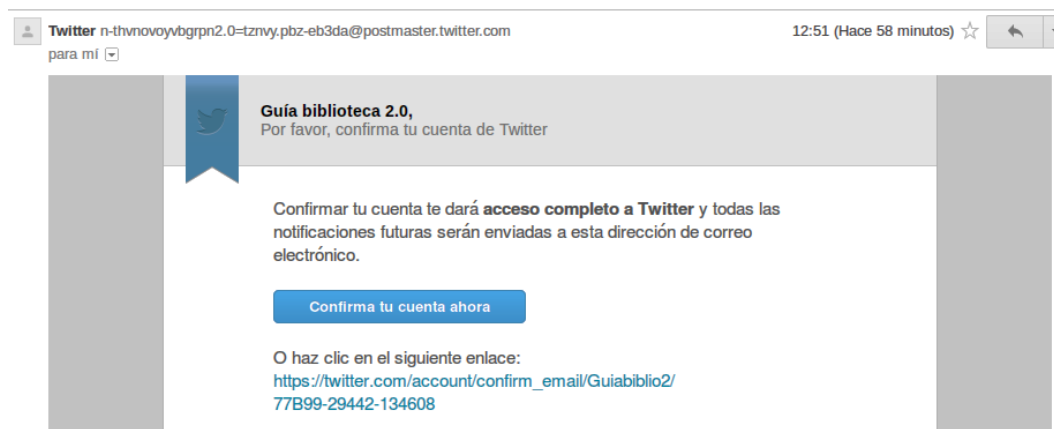 Twitter n-thvnovoyvbgrpn2.0=tznvy.pbz-eb3da@postmaster.twitter.com 12:51 (Hace 58 minutos)
para mí
Guía biblioteca 2.0,
Por favor, confirma tu cuenta de Twitter
Confirmar tu cuenta te dará acceso completo a Twitter y todas las
notificaciones futuras serán enviadas a esta dirección de correo
electrónico.
Confirma tu cuenta ahora
O haz clic en el siguiente enlace:
https://twitter.com/account/confirm_email/Guiabiblio2/
77B99-29442-134608